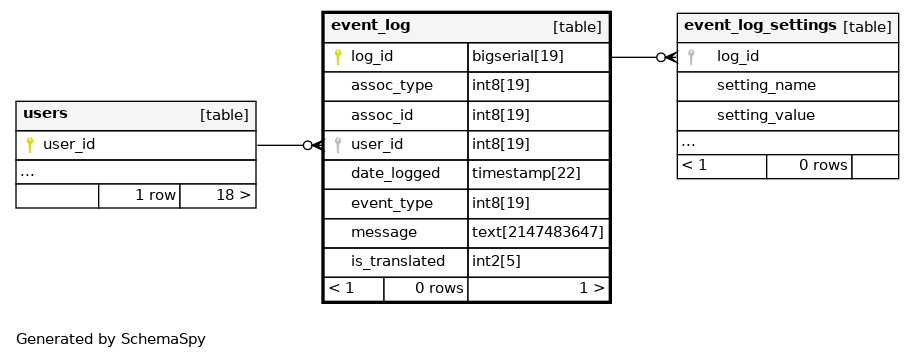 users [table]
user_id
...
1 row 18 >
event_log [table]
log_id bigserial[19]
assoc_type int8[19]
assoc_id int8[19]
user_id int8[19]
date_logged timestamp[22]
event_type int8[19]
message text[2147483647]
is_translated int2[5]
< 1 0 rows 1 >
event_log_settings [table]
log_id
setting_name
setting_value
...
< 1 0 rows
Generated by SchemaSpy